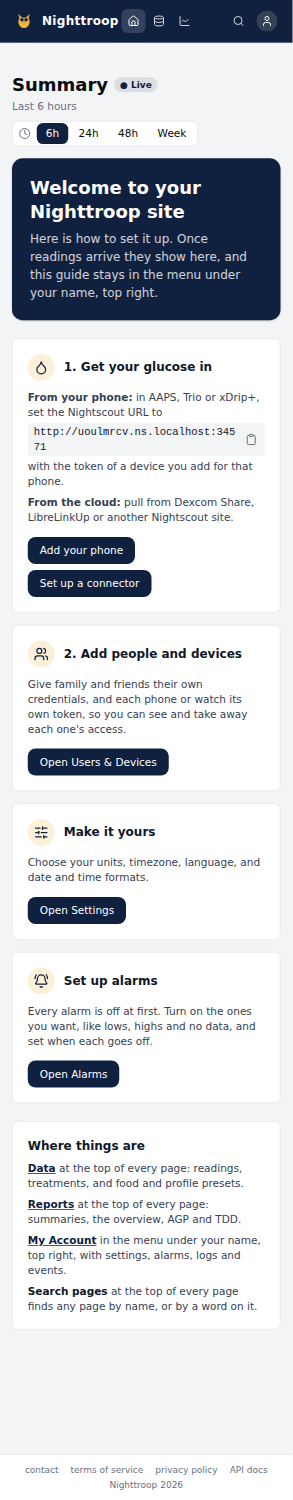 Nighttroop
Summary
Live
Last 6 hours
6h 24h 48h Week
Welcome to your
Nighttroop site
Here is how to set it up. Once
readings arrive they show here, and
this guide stays in the menu under
your name, top right.
1. Get your glucose in
From your phone: in AAPS, Trio or xDrip+,
set the Nightscout URL to
http://uoulmrcv.ns.localhost:345
71
with the token of a device you add for that
phone.
From the cloud: pull from Dexcom Share,
LibreLinkUp or another Nightscout site.
Add your phone
Set up a connector
2. Add people and devices
Give family and friends their own
credentials, and each phone or watch its
own token, so you can see and take away
each one's access.
Open Users & Devices
Make it yours
Choose your units, timezone, language, and
date and time formats.
Open Settings
Set up alarms
Every alarm is off at first. Turn on the ones
you want, like lows, highs and no data, and
set when each goes off.
Open Alarms
Where things are
Data at the top of every page: readings,
treatments, and food and profile presets.
Reports at the top of every page:
summaries, the overview, AGP and TDD.
My Account in the menu under your name,
top right, with settings, alarms, logs and
events.
Search pages at the top of every page
finds any page by name, or by a word on it.
contact terms of service privacy policy API docs
Nighttroop 2026